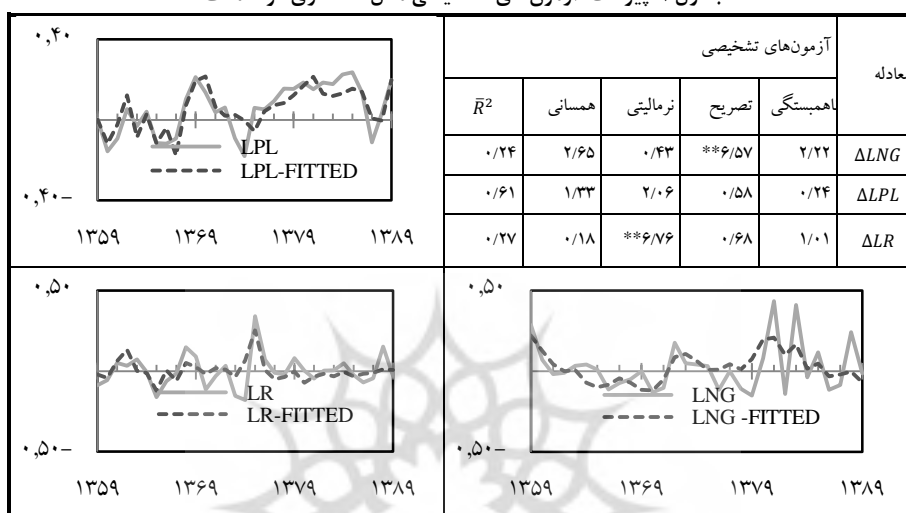 آزمون‌های تشخیصی
معادله
باهمبستگی تصریح نرمالیتی همسانی R̄²
ΔLNG ۲/۲۲ **۶/۵۷ ۰/۴۳ ۲/۶۵ ۰/۲۴
ΔLPL ۰/۲۴ ۰/۵۸ ۲/۰۶ ۱/۳۳ ۰/۶۱
ΔLR ۱/۰۱ ۰/۶۸ **۶/۷۶ ۰/۱۸ ۰/۲۷
۰,۴۰
LPL
LPL-FITTED
۰,۴۰-
۱۳۵۹ ۱۳۶۹ ۱۳۷۹ ۱۳۸۹
۰,۵۰
LNG
LNG -FITTED
۰,۵۰-
۱۳۵۹ ۱۳۶۹ ۱۳۷۹ ۱۳۸۹
۰,۵۰
LR
LR-FITTED
۰,۵۰-
۱۳۵۹ ۱۳۶۹ ۱۳۷۹ ۱۳۸۹